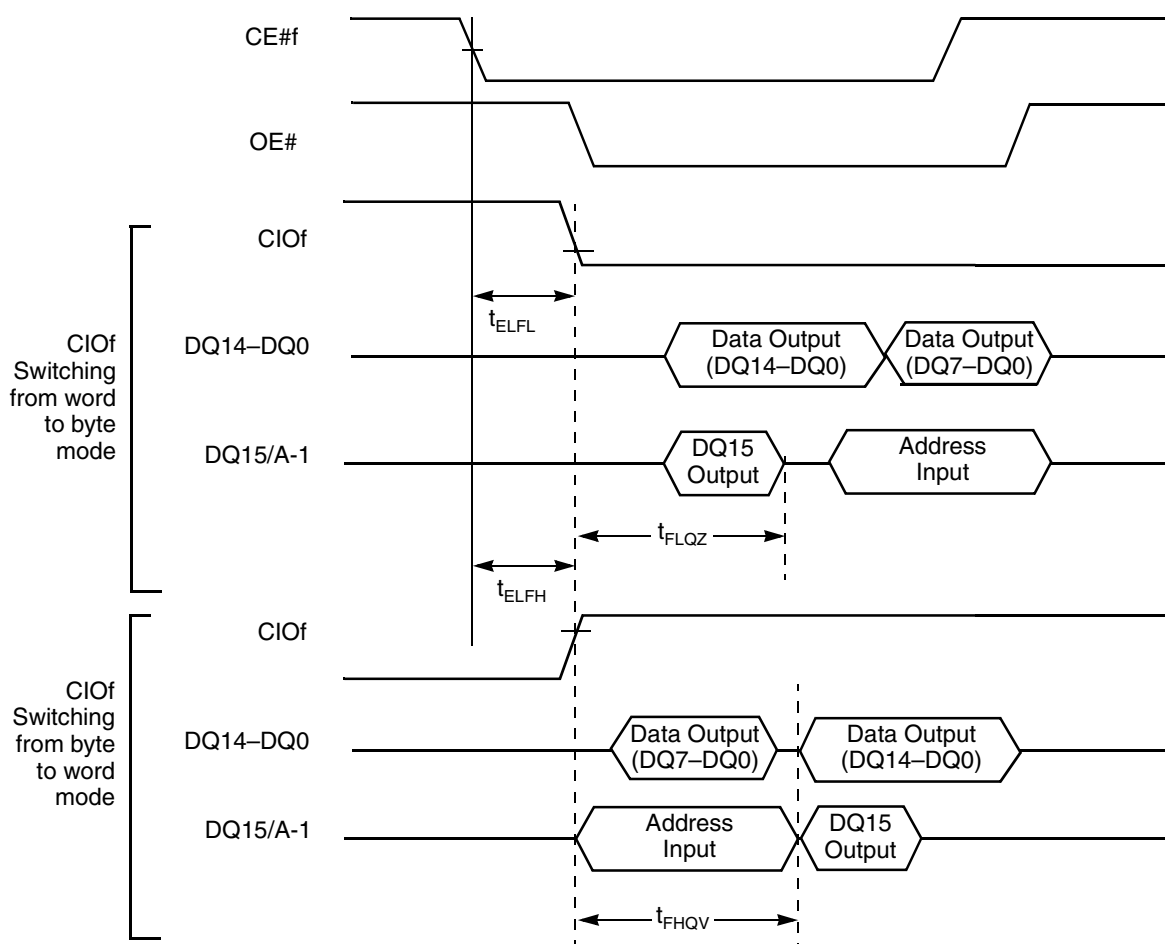 CE#f
OE#
CIOf
CIOf
Switching
from word
to byte
mode
tELFL
DQ14–DQ0
Data Output
(DQ14–DQ0)
Data Output
(DQ7–DQ0)
DQ15/A-1
DQ15
Output
Address
Input
tFLQZ
tELFH
CIOf
CIOf
Switching
from byte
to word
mode
DQ14–DQ0
Data Output
(DQ7–DQ0)
Data Output
(DQ14–DQ0)
DQ15/A-1
Address
Input
DQ15
Output
tFHQV